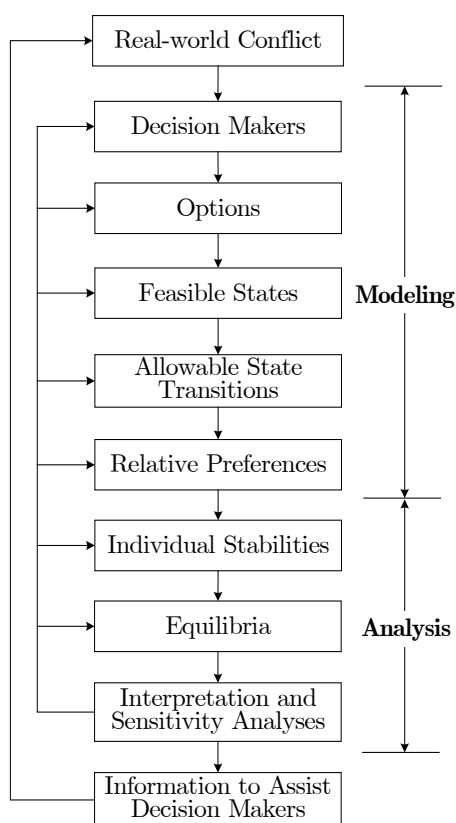 Real-world Conflict
Decision Makers
Options
Feasible States
Modeling
Allowable State
Transitions
Relative Preferences
Individual Stabilities
Equilibria
Analysis
Interpretation and
Sensitivity Analyses
Information to Assist
Decision Makers